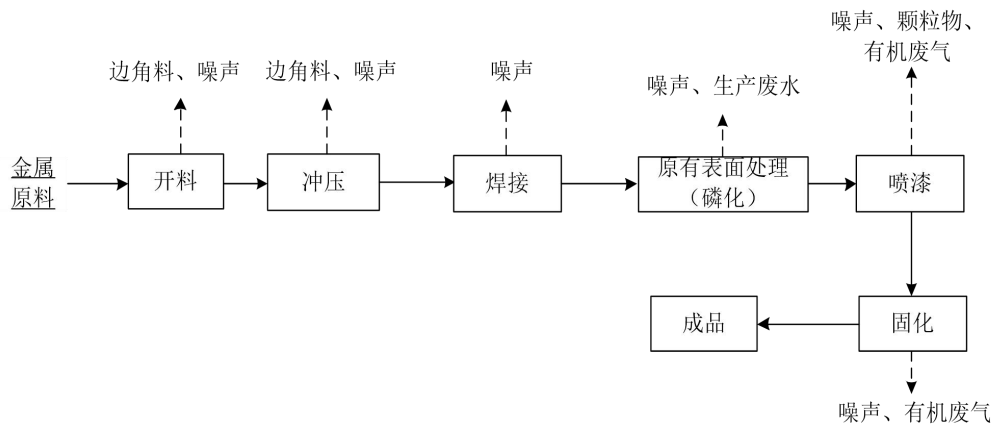 噪声、颗粒物、
有机废气
边角料、噪声
边角料、噪声
噪声
噪声、生产废水
金属
原料
开料
冲压
焊接
原有表面处理
（磷化）
喷漆
成品
固化
噪声、有机废气